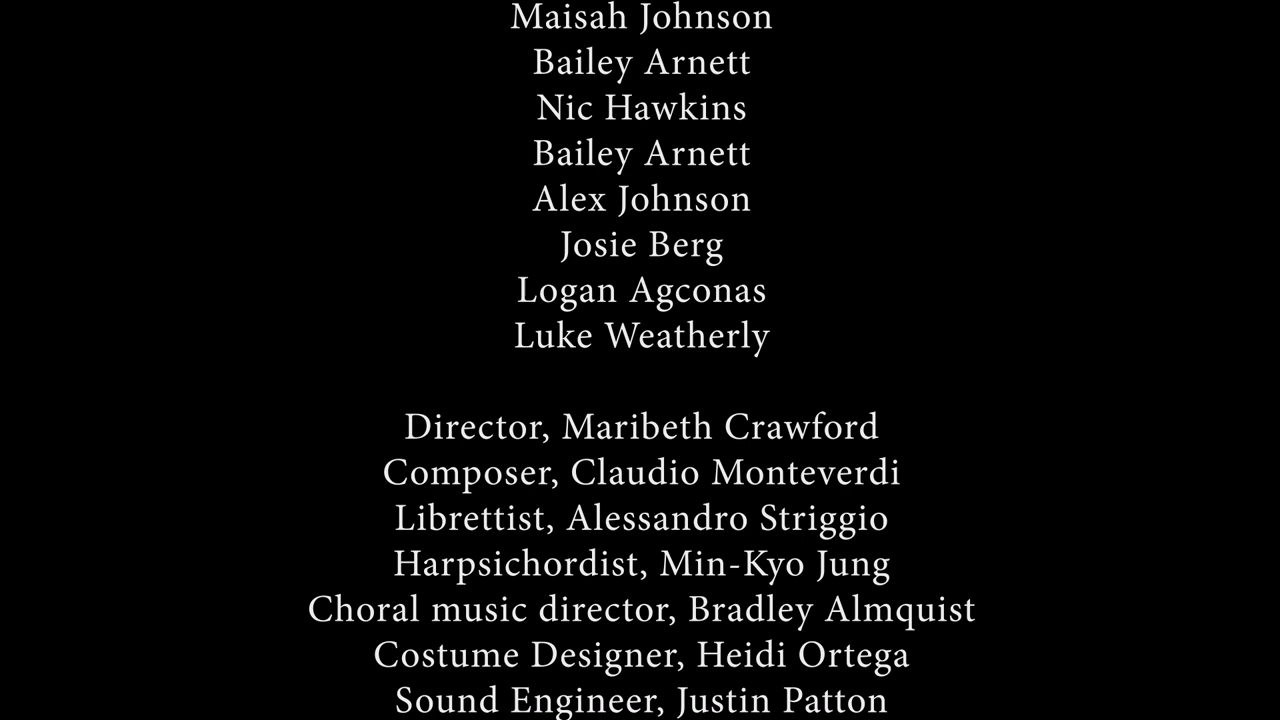 Maisah Johnson
Bailey Arnett
Nic Hawkins
Bailey Arnett
Alex Johnson
Josie Berg
Logan Agconas
Luke Weatherly
Director, Maribeth Crawford
Composer, Claudio Monteverdi
Librettist, Alessandro Striggio
Harpsichordist, Min-Kyo Jung
Choral music director, Bradley Almquist
Costume Designer, Heidi Ortega
Sound Engineer, Justin Patton